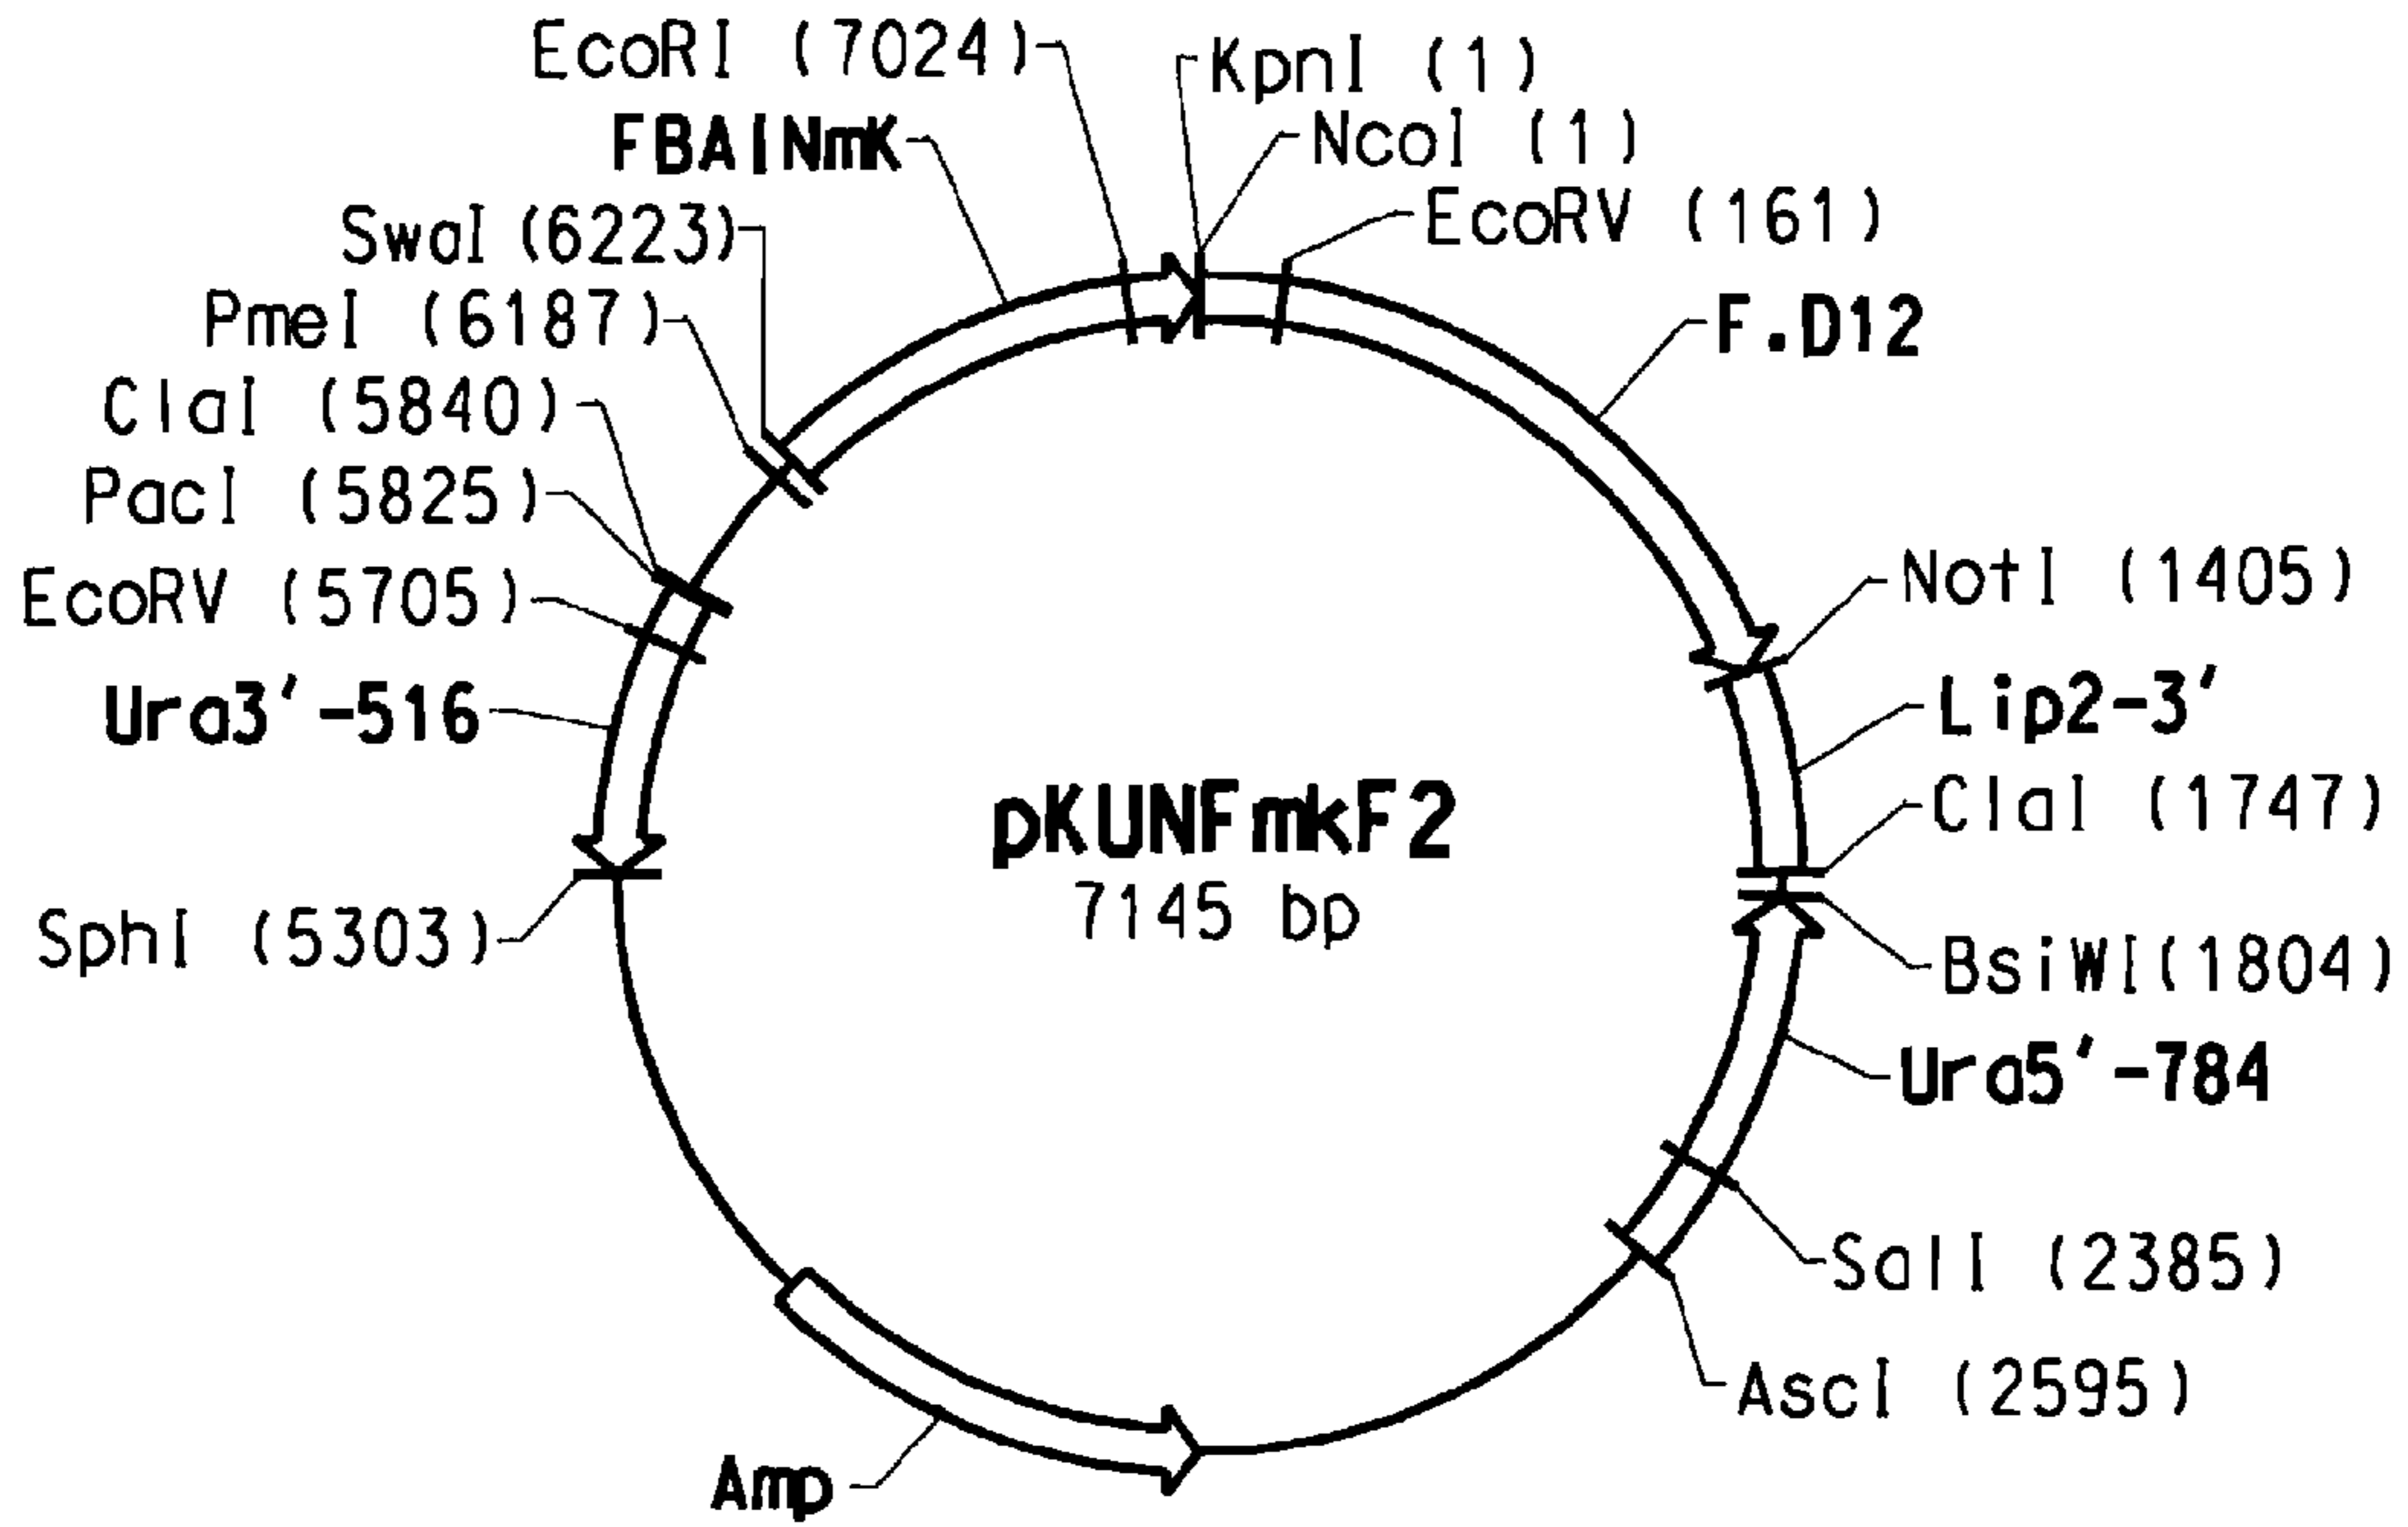 EcoRI (7024)
KpnI (1)
FBAINmK
NcoI (1)
SwaI (6223)
EcoRV (161)
PmeI (6187)
F.D12
ClaI (5840)
PacI (5825)
EcoRV (5705)
NotI (1405)
Ura3'-516
Lip2-3'
pKUNFmkF2
ClaI (1747)
7145 bp
SphI (5303)
BsiWI(1804)
Ura5'-784
SalI (2385)
AscI (2595)
Amp